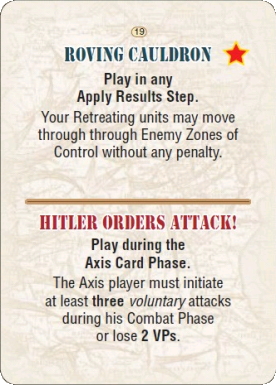 19
ROVING CAULDRON
Play in any
Apply Results Step.
Your Retreating units may move
through through Enemy Zones of
Control without any penalty.
HITLER ORDERS ATTACK!
Play during the
Axis Card Phase.
The Axis player must initiate
at least three voluntary attacks
during his Combat Phase
or lose 2 VPs.